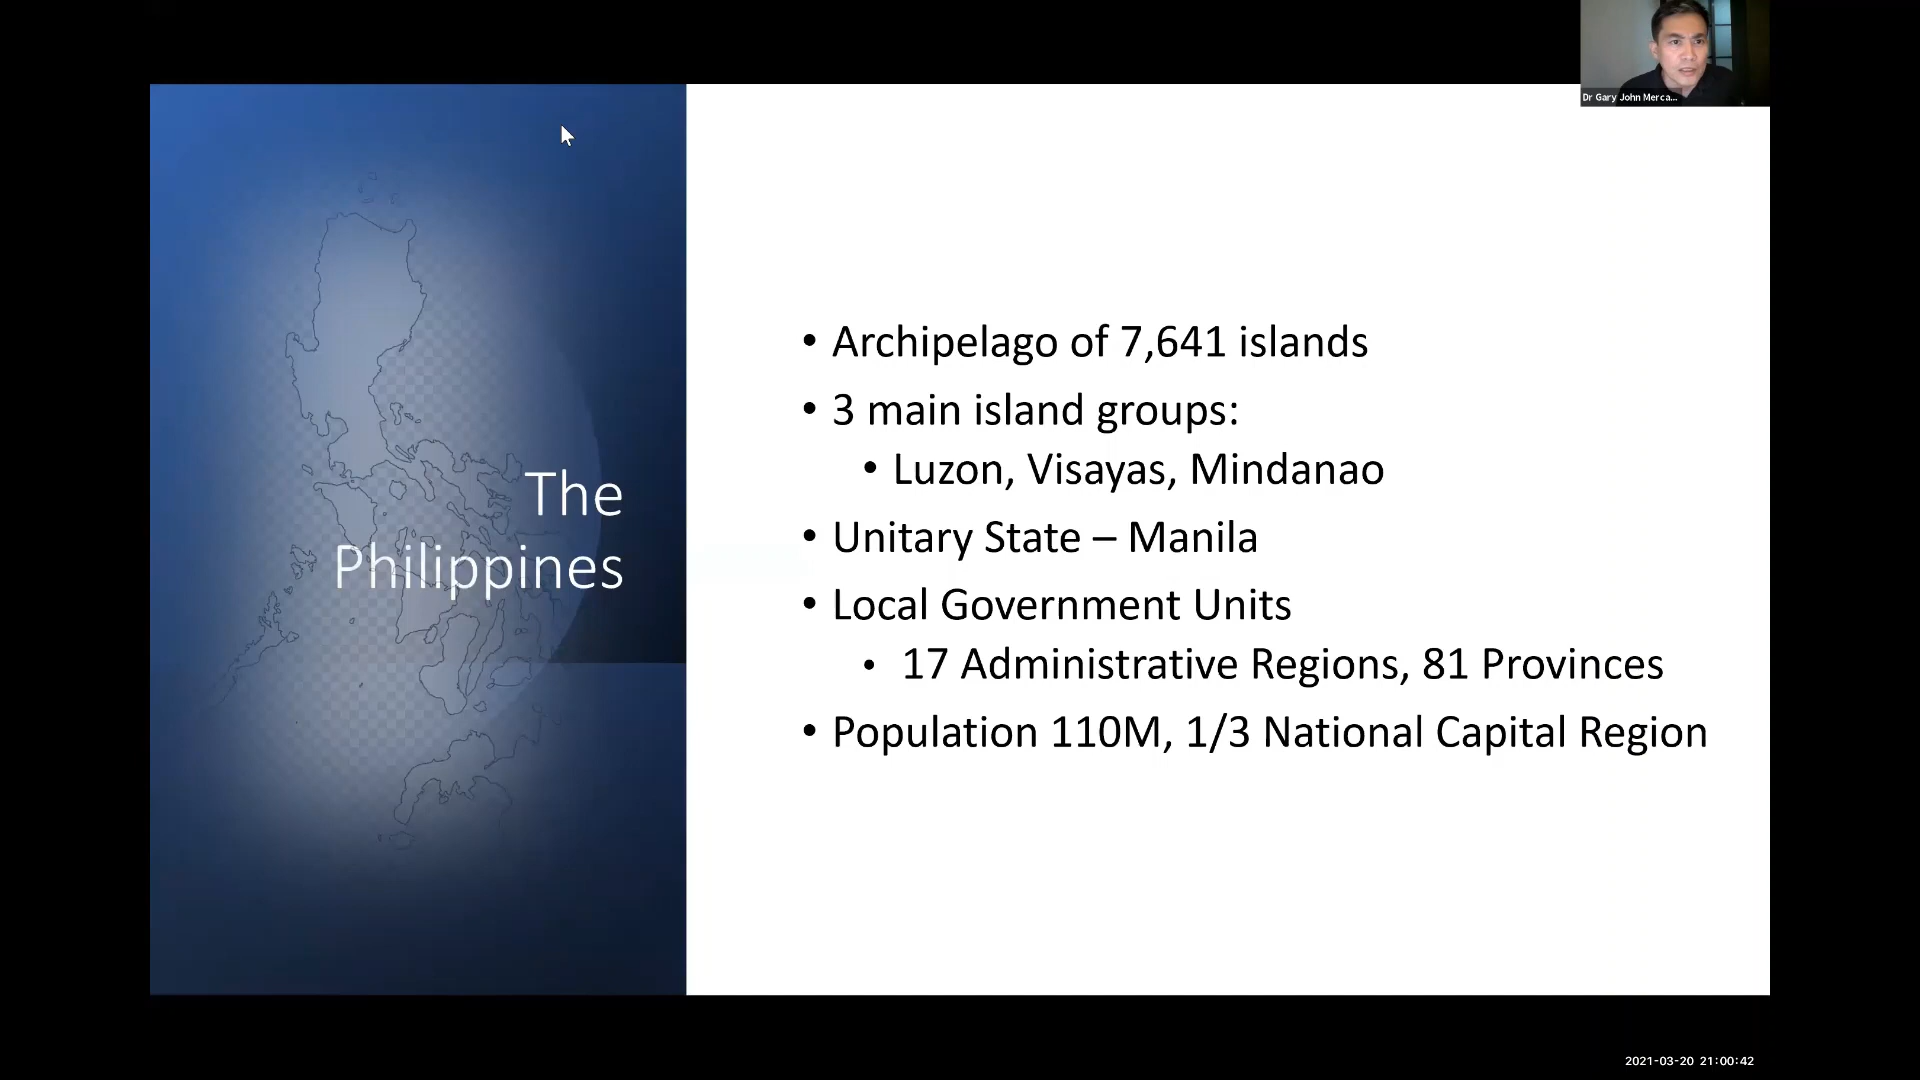 Dr Gary John Merca...
The
Philippines
• Archipelago of 7,641 islands
• 3 main island groups:
• Luzon, Visayas, Mindanao
• Unitary State – Manila
• Local Government Units
• 17 Administrative Regions, 81 Provinces
• Population 110M, 1/3 National Capital Region
2021-03-20 21:00:42